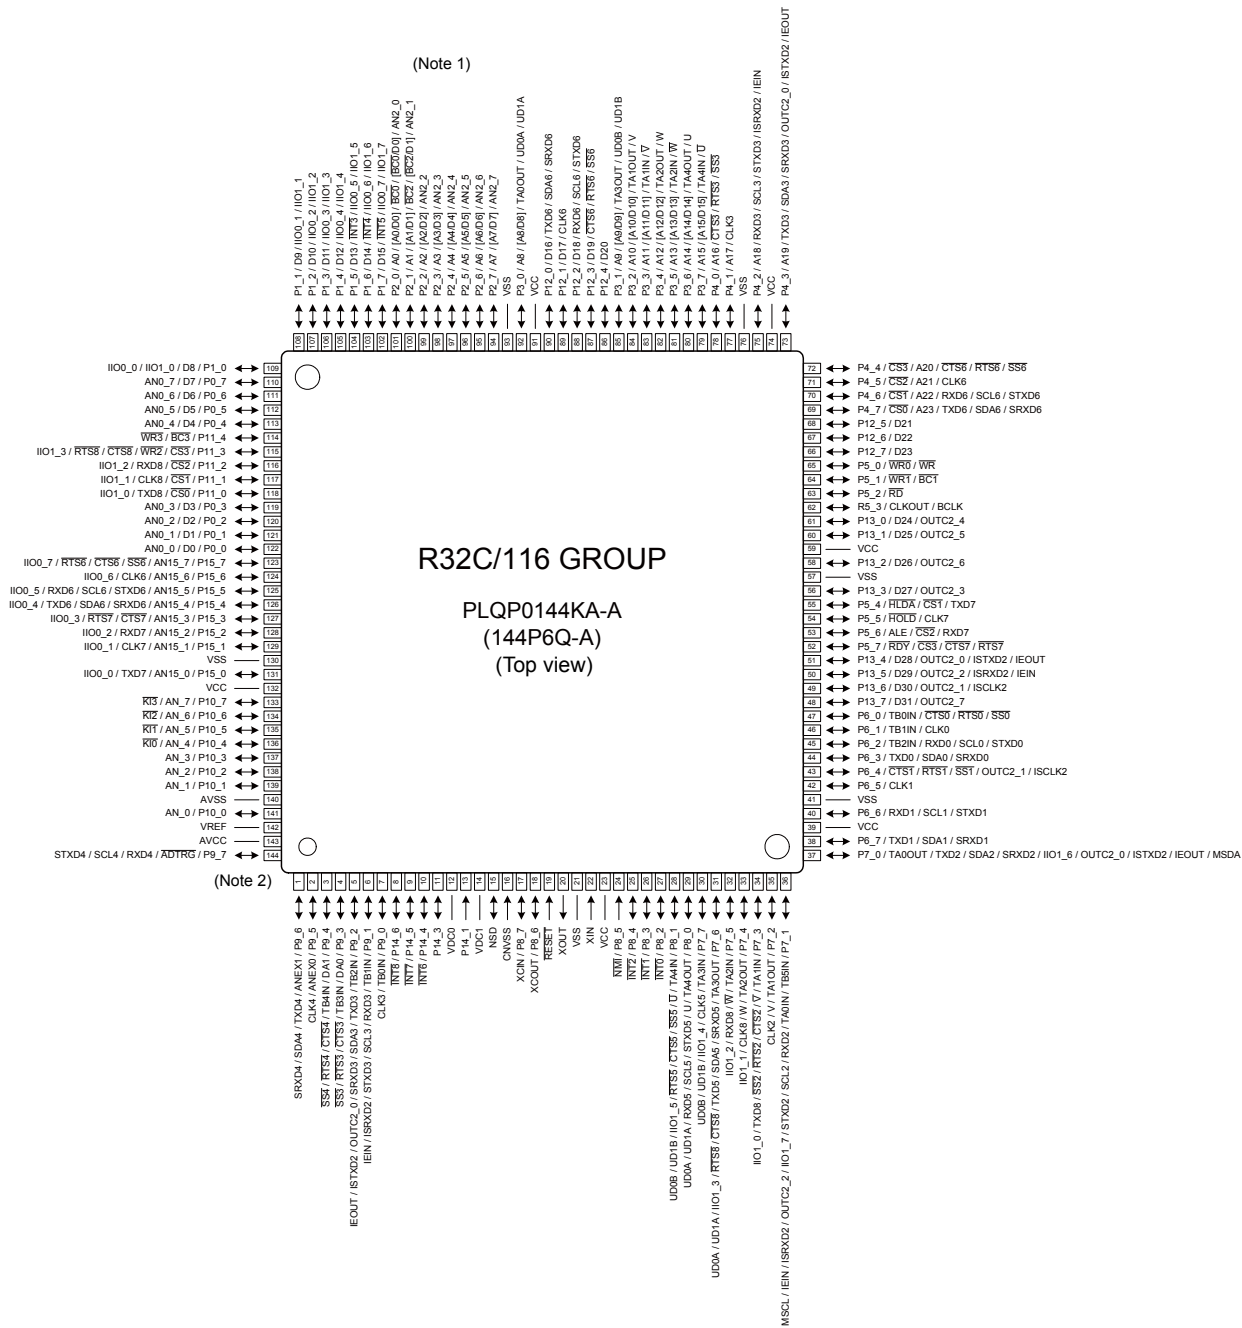 (Note 1)
P1_1 / D9 / IIO0_1 / IIO1_1
P1_2 / D10 / IIO0_2 / IIO1_2
P1_3 / D11 / IIO0_3 / IIO1_3
P1_4 / D12 / IIO0_4 / IIO1_4
P1_5 / D13 / INT3 / IIO0_5 / IIO1_5
P1_6 / D14 / INT4 / IIO0_6 / IIO1_6
P1_7 / D15 / INT5 / IIO0_7 / IIO1_7
P2_0 / A0 / [A0/D0] / BC0 / [BC0/D0] / AN2_0
P2_1 / A1 / [A1/D1] / BC2 / [BC2/D1] / AN2_1
P2_2 / A2 / [A2/D2] / AN2_2
P2_3 / A3 / [A3/D3] / AN2_3
P2_4 / A4 / [A4/D4] / AN2_4
P2_5 / A5 / [A5/D5] / AN2_5
P2_6 / A6 / [A6/D6] / AN2_6
P2_7 / A7 / [A7/D7] / AN2_7
VSS
P3_0 / A8 / [A8/D8] / TA0OUT / UD0A / UD1A
VCC
P12_0 / D16 / TXD6 / SDA6 / SRXD6
P12_1 / D17 / CLK6
P12_2 / D18 / RXD6 / SCL6 / STXD6
P12_3 / D19 / CTS6 / RTS6 / SS6
P12_4 / D20
P3_1 / A9 / [A9/D9] / TA3OUT / UD0B / UD1B
P3_2 / A10 / [A10/D10] / TA1OUT / V
P3_3 / A11 / [A11/D11] / TA1IN / V
P3_4 / A12 / [A12/D12] / TA2OUT / W
P3_5 / A13 / [A13/D13] / TA2IN / W
P3_6 / A14 / [A14/D14] / TA4OUT / U
P3_7 / A15 / [A15/D15] / TA4IN / U
P4_0 / A16 / CTS3 / RTS3 / SS3
P4_1 / A17 / CLK3
VSS
P4_2 / A18 / RXD3 / SCL3 / STXD3 / ISRXD2 / IEIN
VCC
P4_3 / A19 / TXD3 / SDA3 / SRXD3 / OUTC2_0 / ISTXD2 / IEOUT
108 107 106 105 104 103 102 101 100 99 98 97 96 95 94 93 92 91 90 89 88 87 86 85 84 83 82 81 80 79 78 77 76 75 74 73
IIO0_0 / IIO1_0 / D8 / P1_0 109
AN0_7 / D7 / P0_7 110
AN0_6 / D6 / P0_6 111
AN0_5 / D5 / P0_5 112
AN0_4 / D4 / P0_4 113
WR3 / BC3 / P11_4 114
IIO1_3 / RTS8 / CTS8 / WR2 / CS3 / P11_3 115
IIO1_2 / RXD8 / CS2 / P11_2 116
IIO1_1 / CLK8 / CS1 / P11_1 117
IIO1_0 / TXD8 / CS0 / P11_0 118
AN0_3 / D3 / P0_3 119
AN0_2 / D2 / P0_2 120
AN0_1 / D1 / P0_1 121
AN0_0 / D0 / P0_0 122
IIO0_7 / RTS6 / CTS6 / SS6 / AN15_7 / P15_7 123
IIO0_6 / CLK6 / AN15_6 / P15_6 124
IIO0_5 / RXD6 / SCL6 / STXD6 / AN15_5 / P15_5 125
IIO0_4 / TXD6 / SDA6 / SRXD6 / AN15_4 / P15_4 126
IIO0_3 / RTS7 / CTS7 / AN15_3 / P15_3 127
IIO0_2 / RXD7 / AN15_2 / P15_2 128
IIO0_1 / CLK7 / AN15_1 / P15_1 129
VSS 130
IIO0_0 / TXD7 / AN15_0 / P15_0 131
VCC 132
KI3 / AN_7 / P10_7 133
KI2 / AN_6 / P10_6 134
KI1 / AN_5 / P10_5 135
KI0 / AN_4 / P10_4 136
AN_3 / P10_3 137
AN_2 / P10_2 138
AN_1 / P10_1 139
AVSS 140
AN_0 / P10_0 141
VREF 142
AVCC 143
STXD4 / SCL4 / RXD4 / ADTRG / P9_7 144
R32C/116 GROUP
PLQP0144KA-A
(144P6Q-A)
(Top view)
72 P4_4 / CS3 / A20 / CTS6 / RTS6 / SS6
71 P4_5 / CS2 / A21 / CLK6
70 P4_6 / CS1 / A22 / RXD6 / SCL6 / STXD6
69 P4_7 / CS0 / A23 / TXD6 / SDA6 / SRXD6
68 P12_5 / D21
67 P12_6 / D22
66 P12_7 / D23
65 P5_0 / WR0 / WR
64 P5_1 / WR1 / BC1
63 P5_2 / RD
62 R5_3 / CLKOUT / BCLK
61 P13_0 / D24 / OUTC2_4
60 P13_1 / D25 / OUTC2_5
59 VCC
58 P13_2 / D26 / OUTC2_6
57 VSS
56 P13_3 / D27 / OUTC2_3
55 P5_4 / HLDA / CS1 / TXD7
54 P5_5 / HOLD / CLK7
53 P5_6 / ALE / CS2 / RXD7
52 P5_7 / RDY / CS3 / CTS7 / RTS7
51 P13_4 / D28 / OUTC2_0 / ISTXD2 / IEOUT
50 P13_5 / D29 / OUTC2_2 / ISRXD2 / IEIN
49 P13_6 / D30 / OUTC2_1 / ISCLK2
48 P13_7 / D31 / OUTC2_7
47 P6_0 / TB0IN / CTS0 / RTS0 / SS0
46 P6_1 / TB1IN / CLK0
45 P6_2 / TB2IN / RXD0 / SCL0 / STXD0
44 P6_3 / TXD0 / SDA0 / SRXD0
43 P6_4 / CTS1 / RTS1 / SS1 / OUTC2_1 / ISCLK2
42 P6_5 / CLK1
41 VSS
40 P6_6 / RXD1 / SCL1 / STXD1
39 VCC
38 P6_7 / TXD1 / SDA1 / SRXD1
37 P7_0 / TA0OUT / TXD2 / SDA2 / SRXD2 / IIO1_6 / OUTC2_0 / ISTXD2 / IEOUT / MSDA
(Note 2)
1 2 3 4 5 6 7 8 9 10 11 12 13 14 15 16 17 18 19 20 21 22 23 24 25 26 27 28 29 30 31 32 33 34 35 36
SRXD4 / SDA4 / TXD4 / ANEX1 / P9_6
CLK4 / ANEX0 / P9_5
SS4 / RTS4 / CTS4 / TB4IN / DA1 / P9_4
SS3 / RTS3 / CTS3 / TB3IN / DA0 / P9_3
IEOUT / ISTXD2 / OUTC2_0 / SRXD3 / SDA3 / TXD3 / TB2IN / P9_2
IEIN / ISRXD2 / STXD3 / SCL3 / RXD3 / TB1IN / P9_1
CLK3 / TB0IN / P9_0
INT8 / P14_6
INT7 / P14_5
INT6 / P14_4
P14_3
VDC0
P14_1
VDC1
NSD
CNVSS
XCIN / P8_7
XCOUT / P8_6
RESET
XOUT
VSS
XIN
VCC
NMI / P8_5
INT2 / P8_4
INT1 / P8_3
INT0 / P8_2
UD0B / UD1B / IIO1_5 / RTS5 / CTS5 / SS5 / U / TA4IN / P8_1
UD0A / UD1A / RXD5 / SCL5 / STXD5 / U / TA4OUT / P8_0
UD0B / UD1B / IIO1_4 / CLK5 / TA3IN / P7_7
UD0A / UD1A / IIO1_3 / RTS8 / CTS8 / TXD5 / SDA5 / SRXD5 / TA3OUT / P7_6
IIO1_2 / RXD8 / W / TA2IN / P7_5
IIO1_1 / CLK8 / W / TA2OUT / P7_4
IIO1_0 / TXD8 / SS2 / RTS2 / CTS2 / V / TA1IN / P7_3
CLK2 / V / TA1OUT / P7_2
MSCL / IEIN / ISRXD2 / OUTC2_2 / IIO1_7 / STXD2 / SCL2 / RXD2 / TA0IN / TB5IN / P7_1